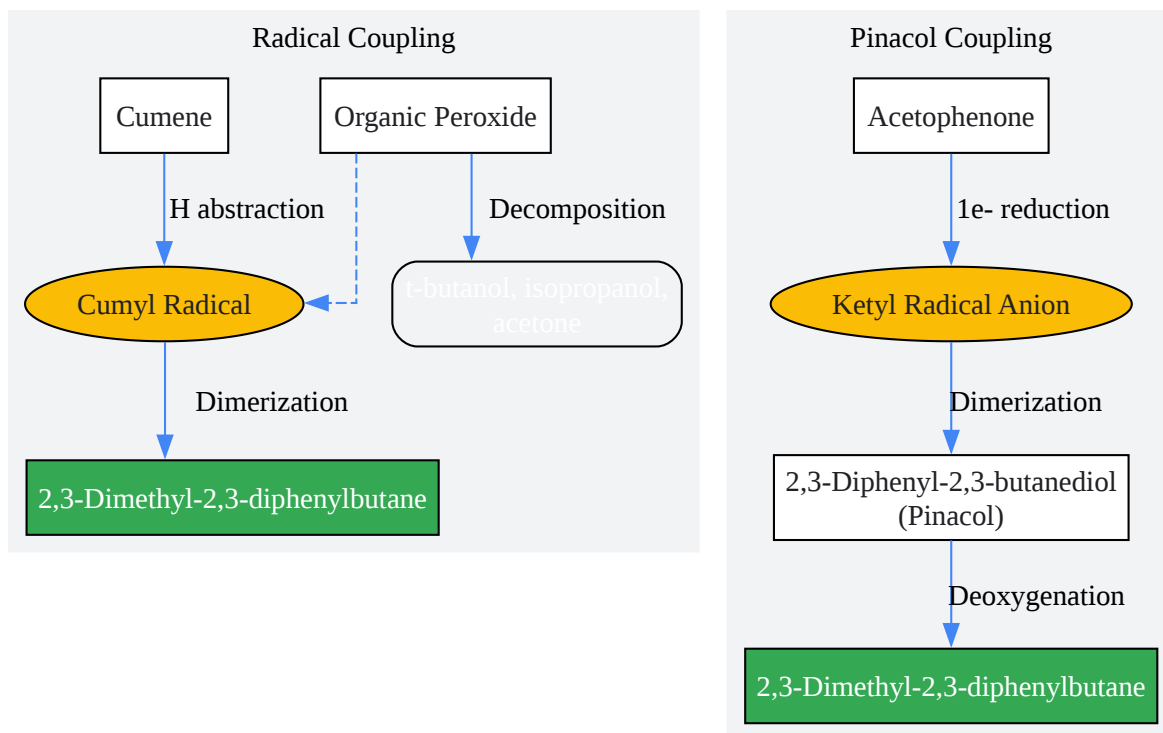 Radical Coupling
Cumene
Organic Peroxide
H abstraction
Decomposition
Cumyl Radical
t-butanol, isopropanol,
acetone
Dimerization
2,3-Dimethyl-2,3-diphenylbutane
Pinacol Coupling
Acetophenone
1e- reduction
Ketyl Radical Anion
Dimerization
2,3-Diphenyl-2,3-butanediol
(Pinacol)
Deoxygenation
2,3-Dimethyl-2,3-diphenylbutane